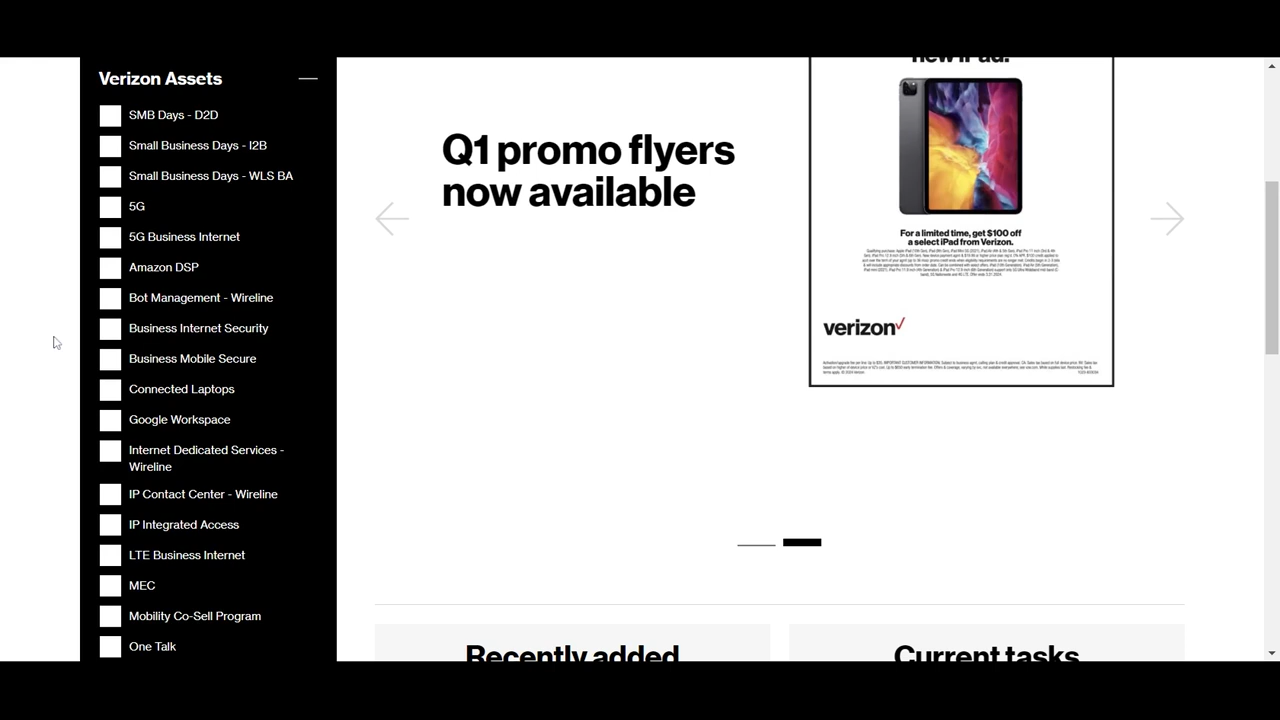 Verizon Assets
SMB Days - D2D
Small Business Days - I2B
Small Business Days - WLS BA
5G
5G Business Internet
Amazon DSP
Bot Management - Wireline
Business Internet Security
Business Mobile Secure
Connected Laptops
Google Workspace
Internet Dedicated Services -
Wireline
IP Contact Center - Wireline
IP Integrated Access
LTE Business Internet
MEC
Mobility Co-Sell Program
One Talk
Q1 promo flyers
now available
new iPad.
For a limited time, get $100 off
a select iPad from Verizon.
verizon
Recently added
Current tasks